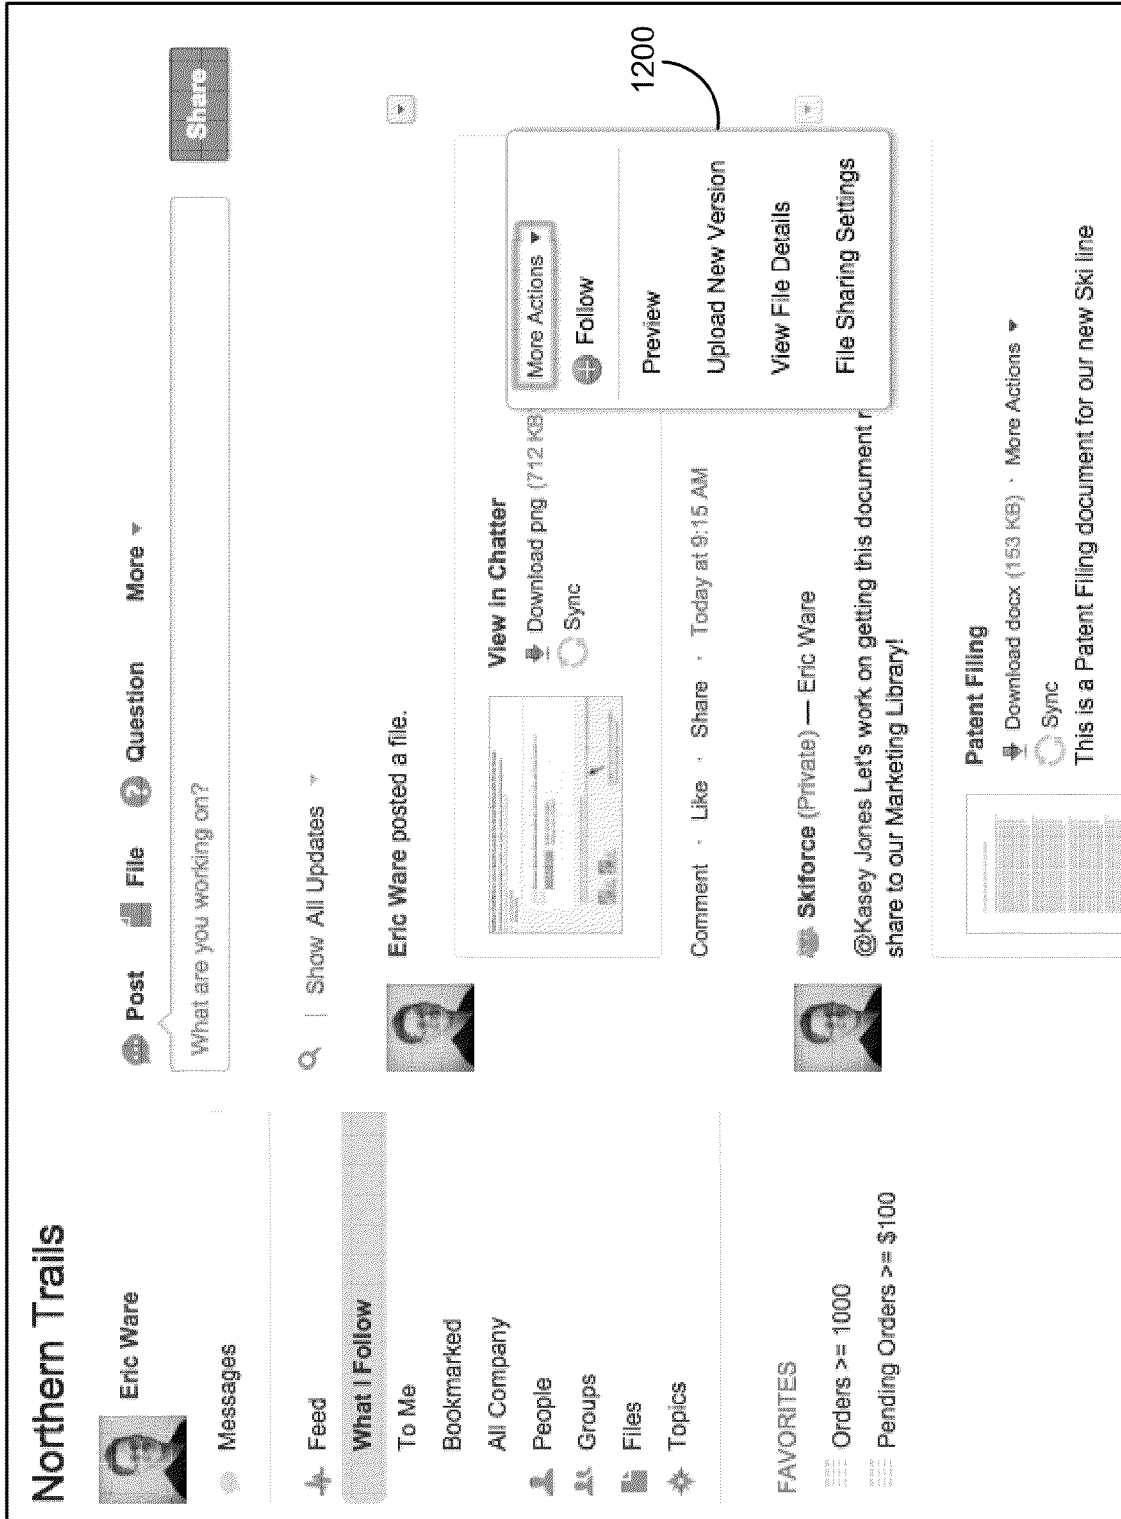 Northern Trails
Eric Ware
Messages
Feed
What I Follow
To Me
Bookmarked
All Company
People
Groups
Files
Topics
FAVORITES
Orders >= 1000
Pending Orders >= $100
Post File Question More
What are you working on?
Share
Show All Updates
Eric Ware posted a file.
View in Chatter
Download png (712 KB
More Actions
Sync
Follow
Preview
Upload New Version
View File Details
File Sharing Settings
1200
Comment · Like · Share · Today at 9:15 AM
Skiforce (Private) — Eric Ware
@Kasey Jones Let's work on getting this document r
share to our Marketing Library!
Patent Filing
Download docx (153 KB) · More Actions
Sync
This is a Patent Filing document for our new Ski line